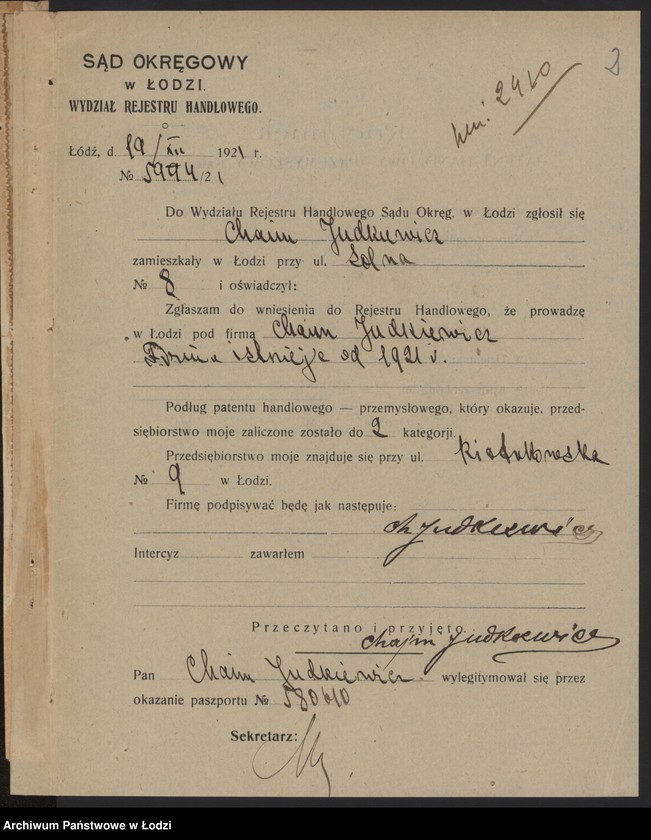 2
SĄD OKRĘGOWY
w ŁODZI.
WYDZIAŁ REJESTRU HANDLOWEGO.
2460
Łódź, d. 19/XII 1921 r.
№ 5994/21
Do Wydziału Rejestru Handlowego Sądu Okręg. w Łodzi zgłosił się
Chaim Judkiewicz
zamieszkały w Łodzi przy ul. Solna
№ 8 i oświadczył:
Zgłaszam do wniesienia do Rejestru Handlowego, że prowadzę
w Łodzi pod firmą Chaim Judkiewicz
Firma istnieje od 1921 r.
Podług patentu handlowego — przemysłowego, który okazuje, przed-
siębiorstwo moje zaliczone zostało do 2 kategorji.
Przedsiębiorstwo moje znajduje się przy ul.
№ 9 w Łodzi.
Firmę podpisywać będę jak następuje:
Ch Judkiewicz
Intercyz zawarłem
Przeczytano i przyjęto.
Chajm Judkiewicz
Pan Chaim Judkiewicz wylegitymował się przez
okazanie paszportu № 580610
Sekretarz:
Archiwum Państwowe w Łodzi